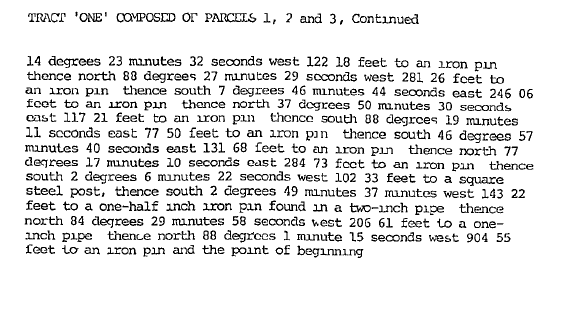 TRACT 'ONE' COMPOSED OF PARCELS 1, 2 and 3, Continued
14 degrees 23 minutes 32 seconds west 122 18 feet to an iron pin
thence north 88 degrees 27 minutes 29 seconds west 281 26 feet to
an iron pin thence south 7 degrees 46 minutes 44 seconds east 246 06
feet to an iron pin thence north 37 degrees 50 minutes 30 seconds
east 117 21 feet to an iron pin thence south 88 degrees 19 minutes
11 seconds east 77 50 feet to an iron pin thence south 46 degrees 57
minutes 40 seconds east 131 68 feet to an iron pin thence north 77
degrees 17 minutes 10 seconds east 284 73 feet to an iron pin thence
south 2 degrees 6 minutes 22 seconds west 102 33 feet to a square
steel post, thence south 2 degrees 49 minutes 37 minutes west 143 22
feet to a one-half inch iron pin found in a two-inch pipe thence
north 84 degrees 29 minutes 58 seconds west 206 61 feet to a one-
inch pipe thence north 88 degrees 1 minute 15 seconds west 904 55
feet to an iron pin and the point of beginning